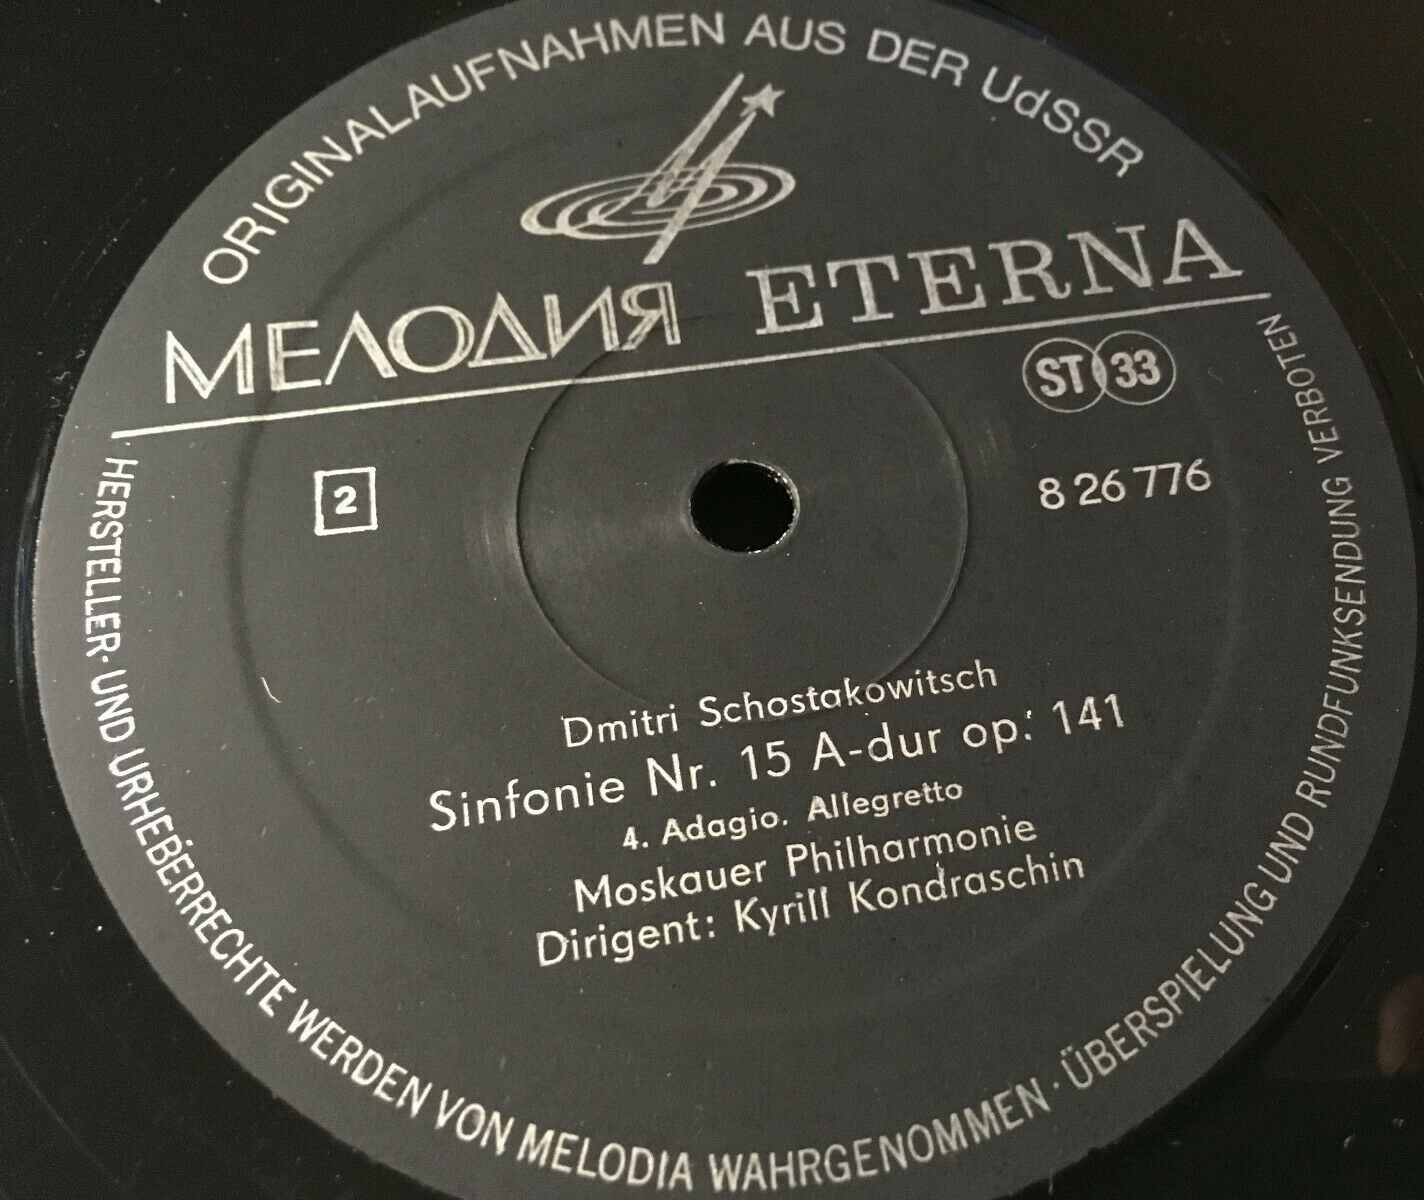 ORIGINALAUFNAHMEN AUS DER UdSSR
МЕЛОДИЯ ETERNA
ST 33
2
8 26 776
Dmitri Schostakowitsch
Sinfonie Nr. 15 A-dur op. 141
4. Adagio. Allegretto
Moskauer Philharmonie
Dirigent: Kyrill Kondraschin
HERSTELLER- UND URHEBERRECHTE WERDEN VON MELODIA WAHRGENOMMEN · ÜBERSPIELUNG UND RUNDFUNKSENDUNG VERBOTEN